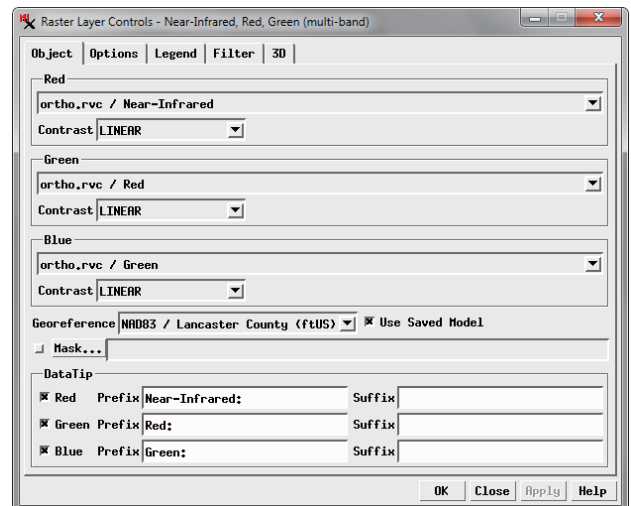 Raster Layer Controls - Near-Infrared, Red, Green (multi-band)
Object Options Legend Filter 3D
Red
ortho.rvc / Near-Infrared
Contrast LINEAR
Green
ortho.rvc / Red
Contrast LINEAR
Blue
ortho.rvc / Green
Contrast LINEAR
Georeference NAD83 / Lancaster County (ftUS) Use Saved Model
Mask...
DataTip
Red Prefix Near-Infrared: Suffix
Green Prefix Red: Suffix
Blue Prefix Green: Suffix
OK Close Apply Help